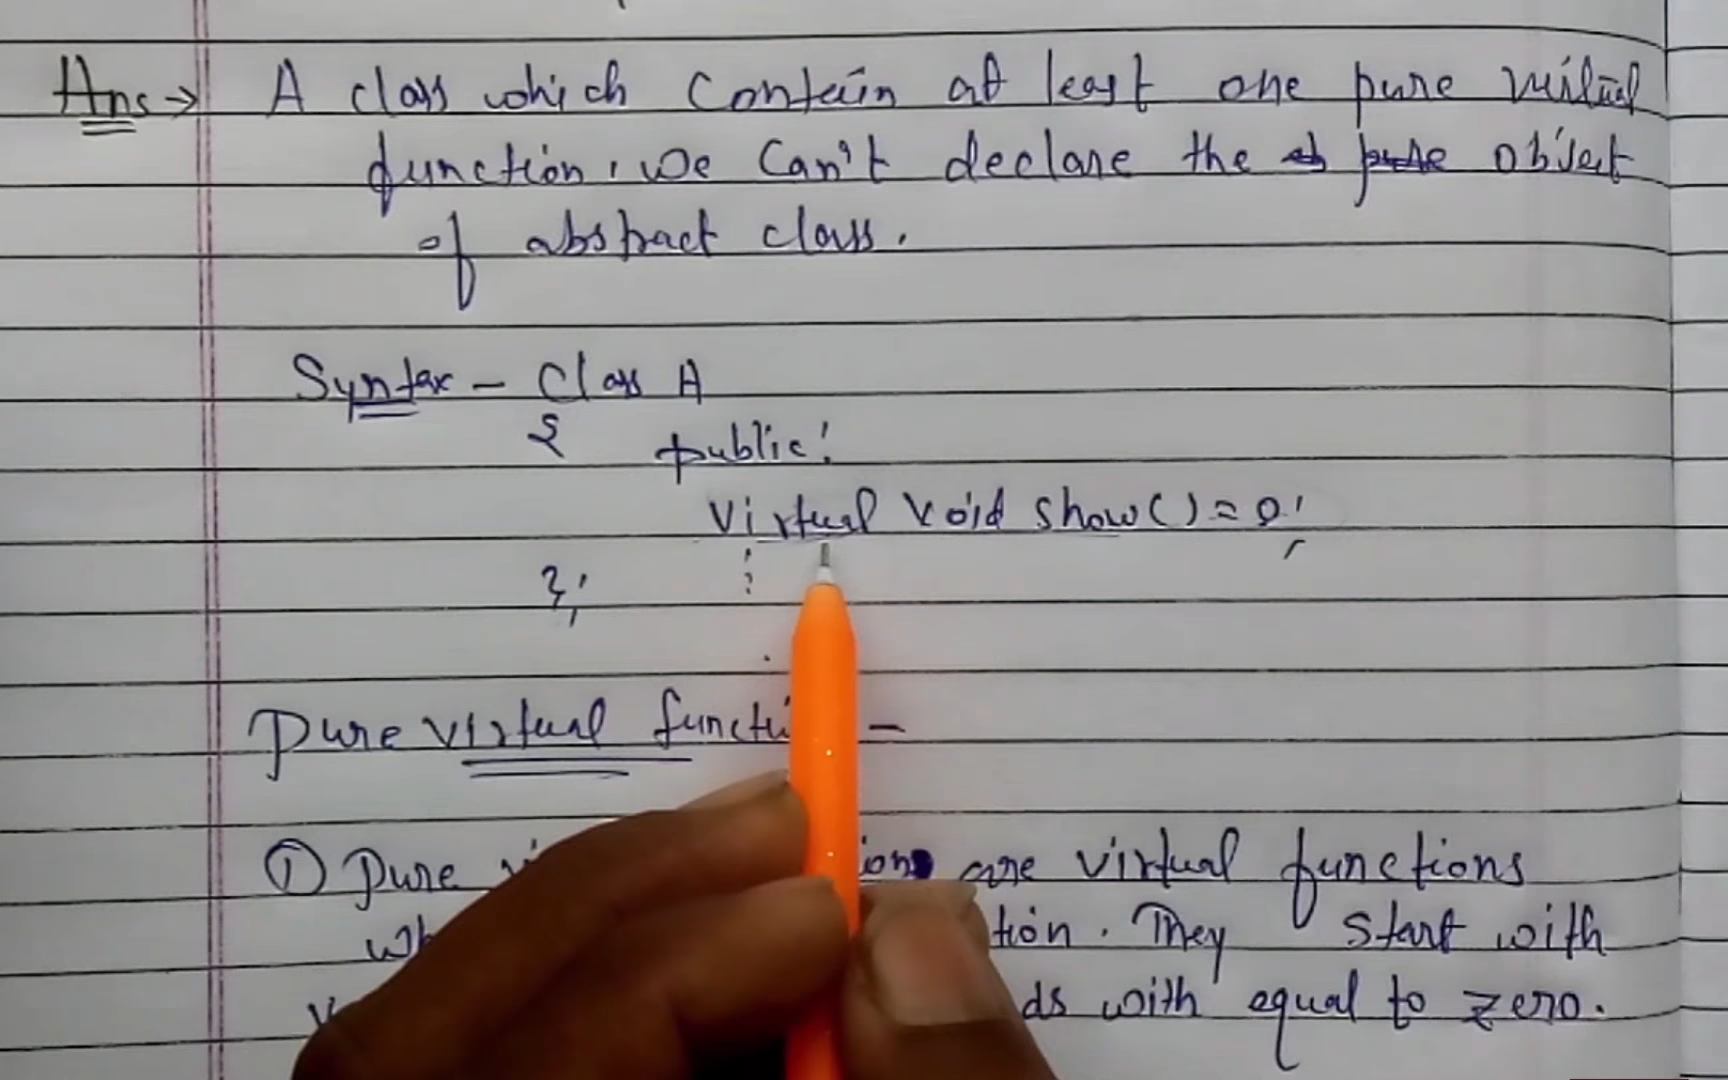 Ans → A class which contain at least one pure virtual
function, we can't declare the pure object
of abstract class.
Syntax - Class A
{ public:
virtual void show() = 0;
};
Pure virtual functi -
① Pure are virtual functions
tion. They start with
ds with equal to zero.